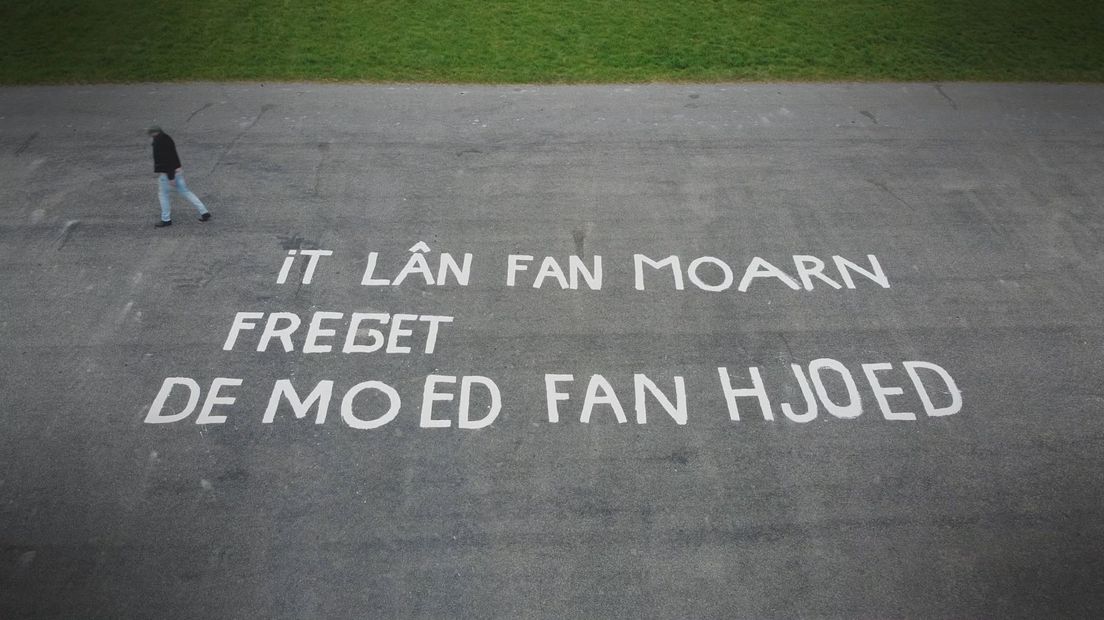 iT LÂN FAN MOARN
FREGET
DE MOED FAN HJOED